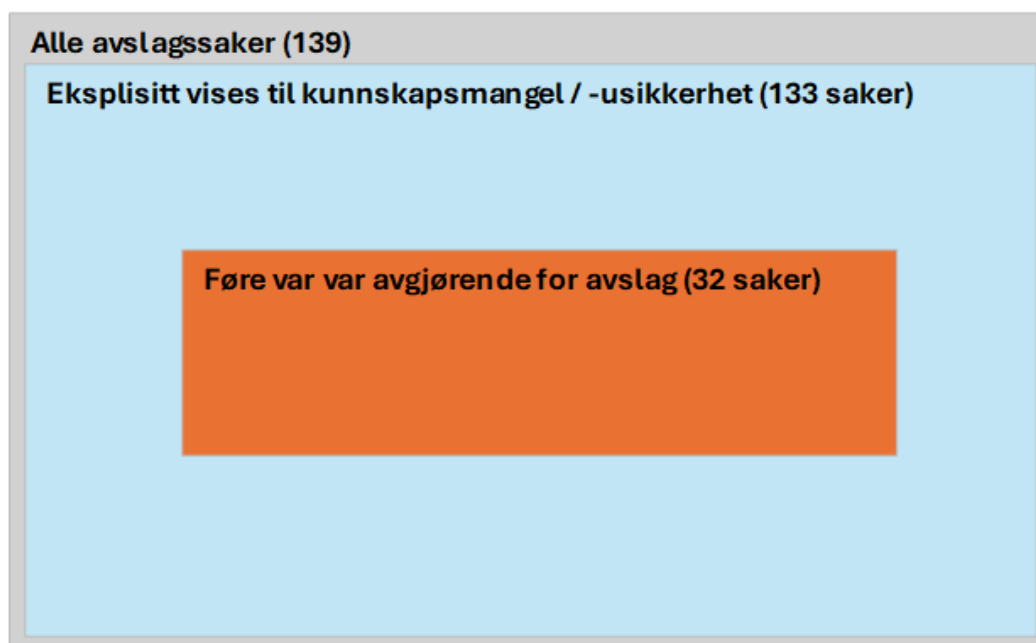 Alle avslagssaker (139)
Eksplisitt vises til kunnskapsmangel / -usikkerhet (133 saker)
Føre var var avgjørende for avslag (32 saker)